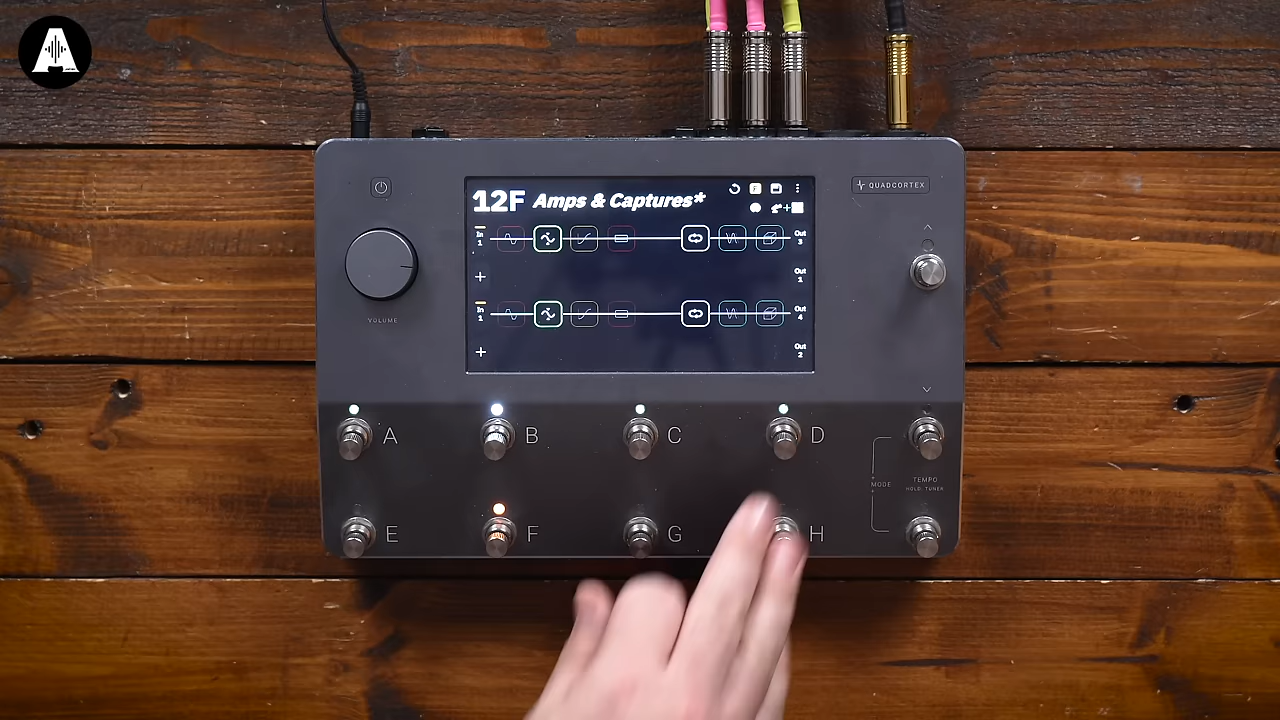 A
QUADCORTEX
12F Amps & Captures*
In 1
Out 3
Out 1
In 1
Out 4
Out 2
VOLUME
A
B
C
D
E
F
G
H
MODE
TEMPO
HOLD: TUNER